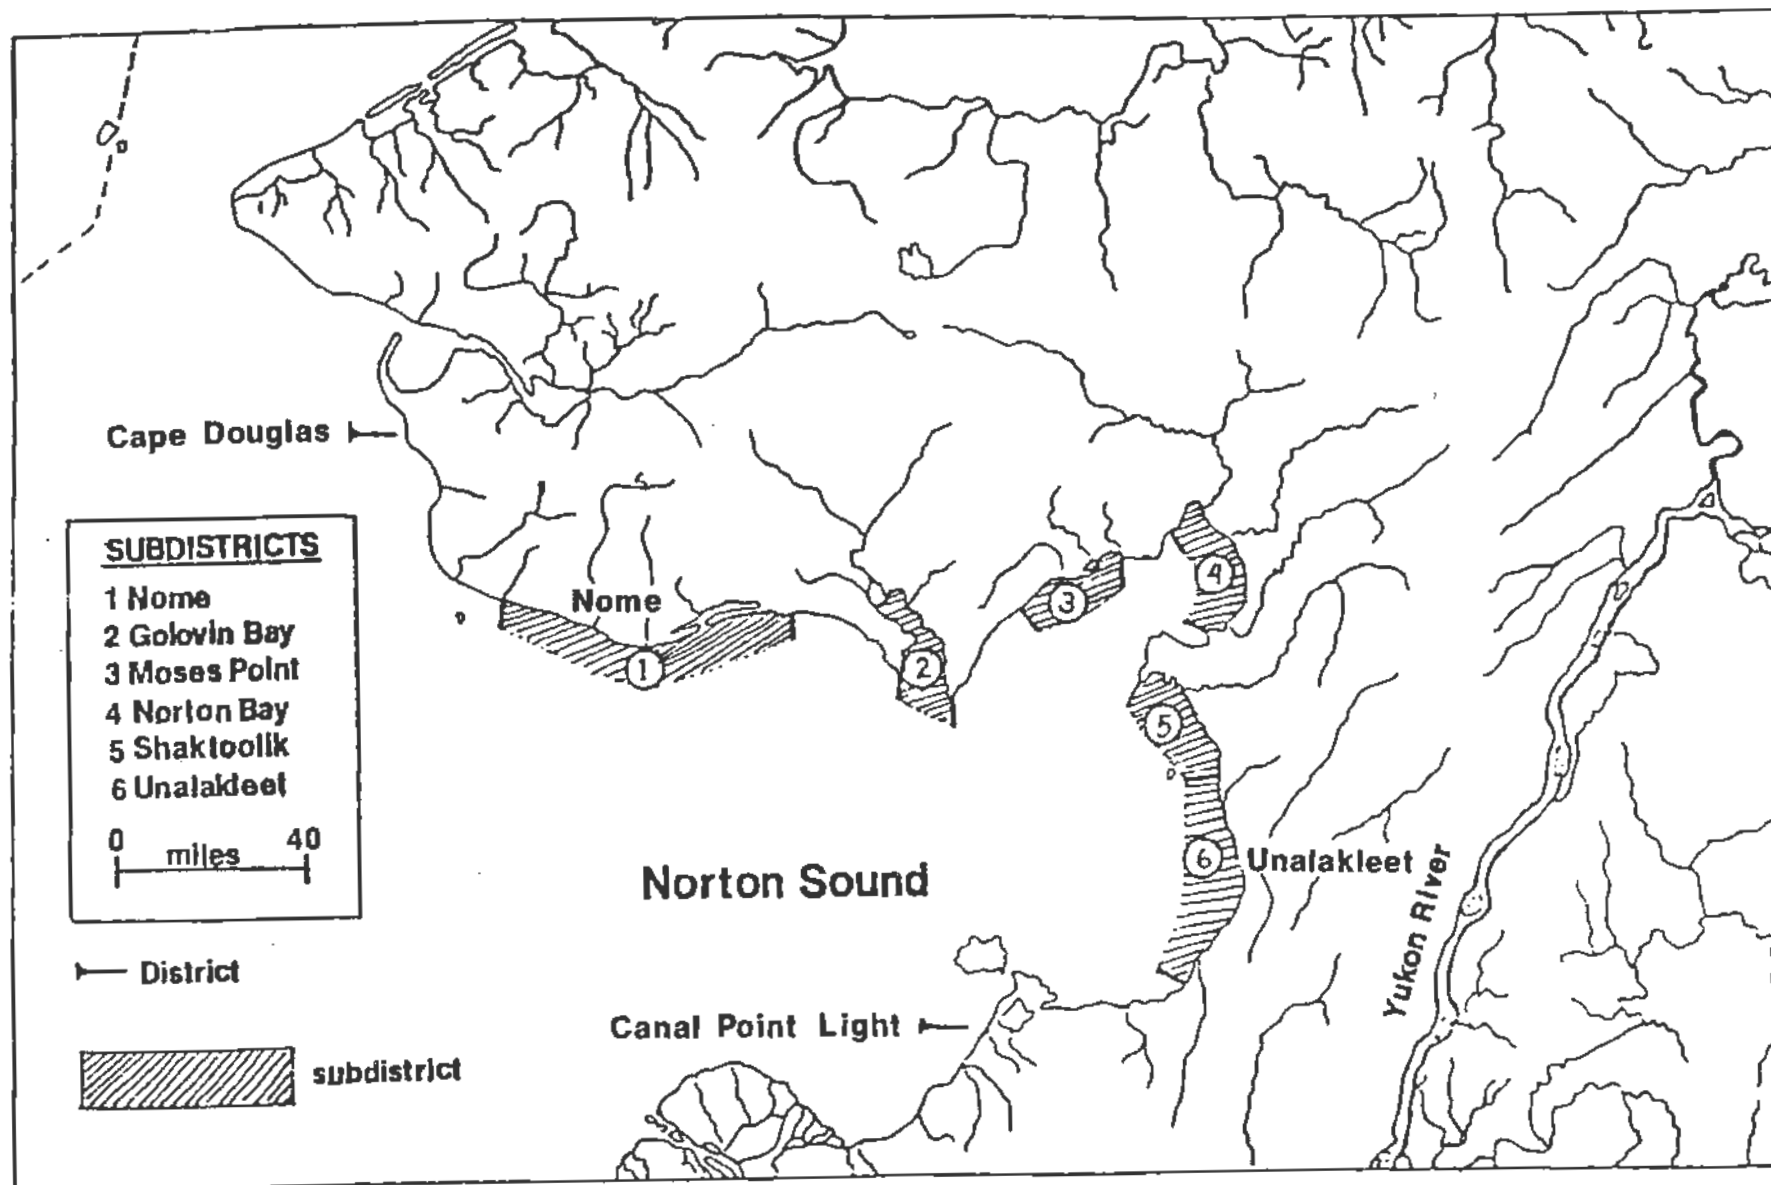 Cape Douglas
SUBDISTRICTS
1 Nome
2 Golovin Bay
3 Moses Point
4 Norton Bay
5 Shaktoolik
6 Unalakleet
0 40
miles
District
subdistrict
Nome
1
2
3
4
5
6
Unalakleet
Norton Sound
Canal Point Light
Yukon River